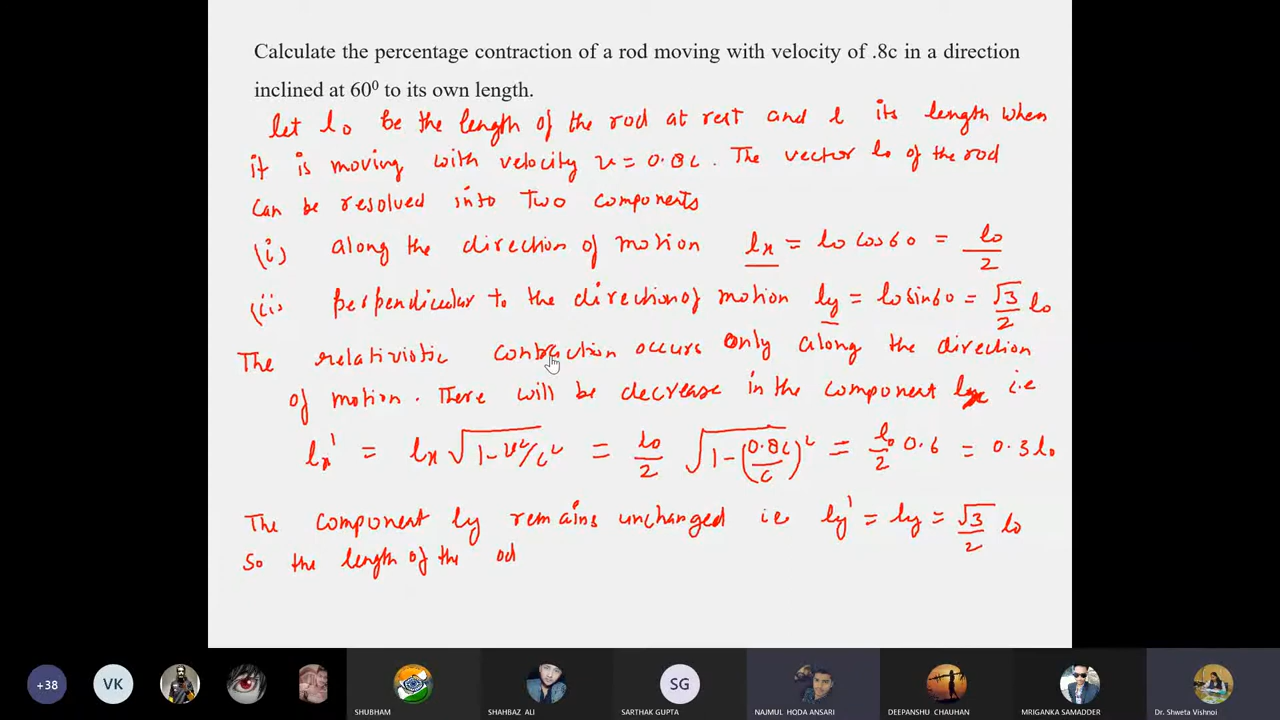 Calculate the percentage contraction of a rod moving with velocity of .8c in a direction
inclined at 60⁰ to its own length.
let l₀ be the length of the rod at rest and l its length when
it is moving with velocity v = 0.8c. The vector l₀ of the rod
can be resolved into two components
(i) along the direction of motion lx = l₀ cos60 = l₀/2
(ii) perpendicular to the direction of motion ly = l₀ sin60 = √3/2 l₀
The relativistic contraction occurs only along the direction
of motion. There will be decrease in the component lx i.e
lx' = lx √1-v²/c² = l₀/2 √1-(0.8c/c)² = l₀/2 0.6 = 0.3l₀
The component ly remains unchanged i.e ly' = ly = √3/2 l₀
So the length of the od
+38
VK
SHUBHAM
SHAHBAZ ALI
SG
SARTHAK GUPTA
NAJMUL HODA ANSARI
DEEPANSHU CHAUHAN
MRIGANKA SAMADDER
Dr. Shweta Vishnoi